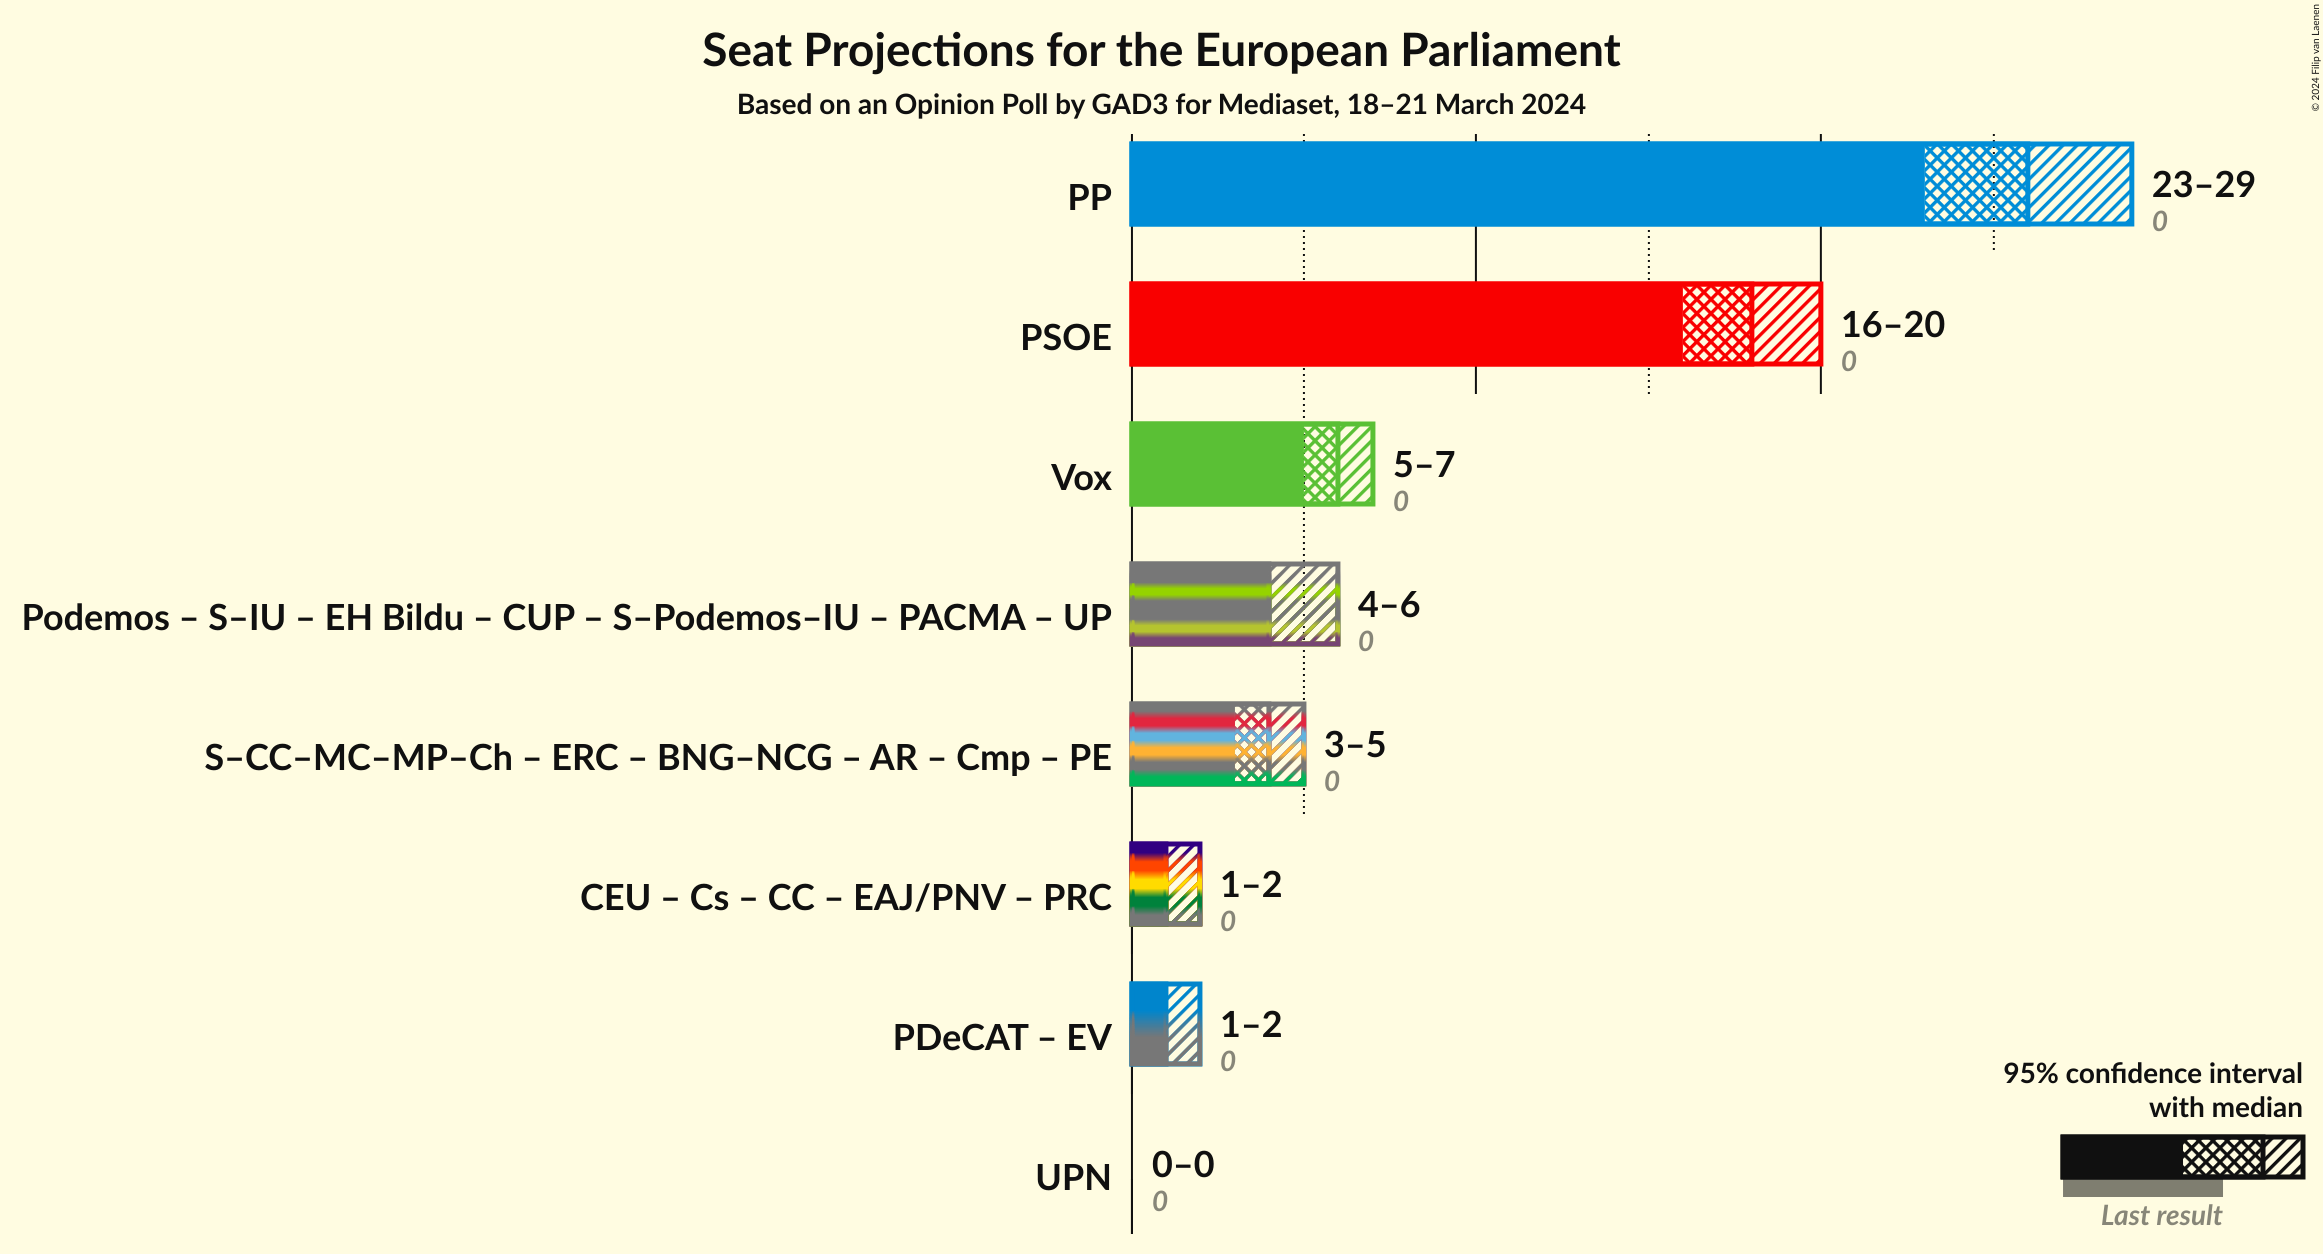 Seat Projections for the European Parliament
Based on an Opinion Poll by GAD3 for Mediaset, 18–21 March 2024
© 2024 Filip van Laenen
PP
23–29
0
PSOE
16–20
0
Vox
5–7
0
Podemos – S–IU – EH Bildu – CUP – S–Podemos–IU – PACMA – UP
4–6
0
S–CC–MC–MP–Ch – ERC – BNG–NCG – AR – Cmp – PE
3–5
0
CEU – Cs – CC – EAJ/PNV – PRC
1–2
0
PDeCAT – EV
1–2
0
UPN
0–0
0
95% confidence interval
with median
Last result